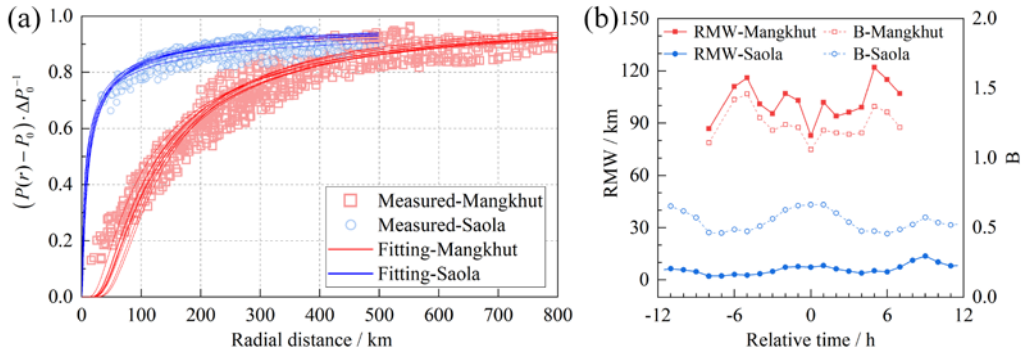 (a)
1.0
0.8
0.6
0.4
0.2
0.0
(P(r) − P₀)·ΔP₀⁻¹
Measured-Mangkhut
Measured-Saola
Fitting-Mangkhut
Fitting-Saola
0 100 200 300 400 500 600 700 800
Radial distance / km
(b)
150
120
90
60
30
0
RMW / km
RMW-Mangkhut B-Mangkhut
RMW-Saola B-Saola
2.0
1.5
1.0
0.5
0.0
B
-12 -6 0 6 12
Relative time / h